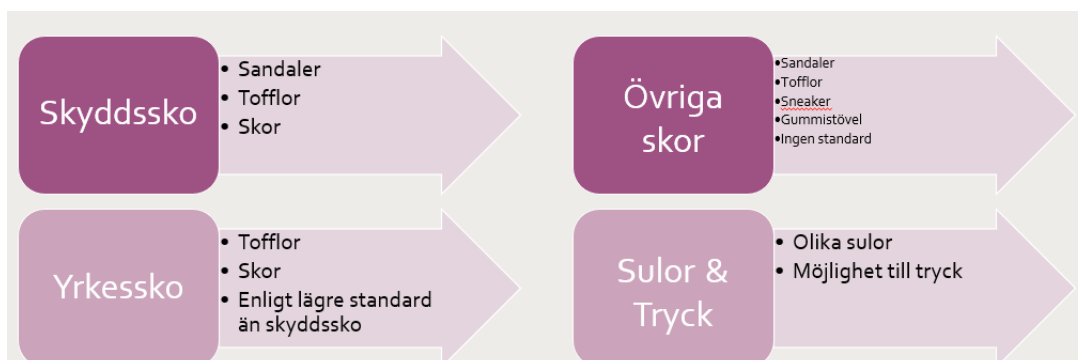 Skyddssko
• Sandaler
• Tofflor
• Skor
Övriga
skor
•Sandaler
•Tofflor
•Sneaker
•Gummistövel
•Ingen standard
Yrkessko
• Tofflor
• Skor
• Enligt lägre standard
än skyddssko
Sulor &
Tryck
• Olika sulor
• Möjlighet till tryck